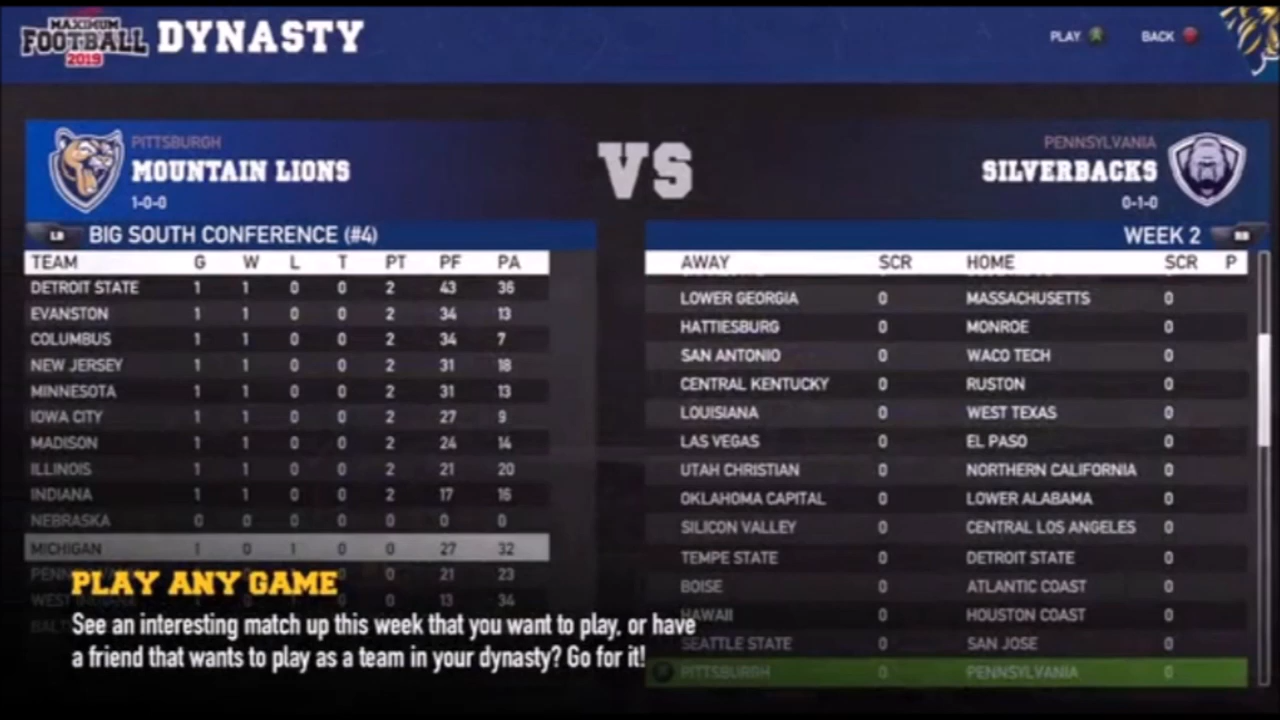 MAXIMUM
FOOTBALL
2019
DYNASTY
PLAY
BACK
PITTSBURGH
MOUNTAIN LIONS
1-0-0
VS
PENNSYLVANIA
SILVERBACKS
0-1-0
LB BIG SOUTH CONFERENCE (#4)
WEEK 2 RB
TEAM G W L T PT PF PA
DETROIT STATE 1 1 0 0 2 43 36
EVANSTON 1 1 0 0 2 34 13
COLUMBUS 1 1 0 0 2 34 7
NEW JERSEY 1 1 0 0 2 31 18
MINNESOTA 1 1 0 0 2 31 13
IOWA CITY 1 1 0 0 2 27 9
MADISON 1 1 0 0 2 24 14
ILLINOIS 1 1 0 0 2 21 20
INDIANA 1 1 0 0 2 17 16
NEBRASKA 0 0 0 0 0 0 0
MICHIGAN 1 0 1 0 0 27 32
0 0 21 23
0 13 34
AWAY SCR HOME SCR P
LOWER GEORGIA 0 MASSACHUSETTS 0
HATTIESBURG 0 MONROE 0
SAN ANTONIO 0 WACO TECH 0
CENTRAL KENTUCKY 0 RUSTON 0
LOUISIANA 0 WEST TEXAS 0
LAS VEGAS 0 EL PASO 0
UTAH CHRISTIAN 0 NORTHERN CALIFORNIA 0
OKLAHOMA CAPITAL 0 LOWER ALABAMA 0
SILICON VALLEY 0 CENTRAL LOS ANGELES 0
TEMPE STATE 0 DETROIT STATE 0
BOISE 0 ATLANTIC COAST 0
HAWAII 0 HOUSTON COAST 0
SEATTLE STATE 0 SAN JOSE 0
PITTSBURGH 0 PENNSYLVANIA 0
PLAY ANY GAME
See an interesting match up this week that you want to play, or have
a friend that wants to play as a team in your dynasty? Go for it!